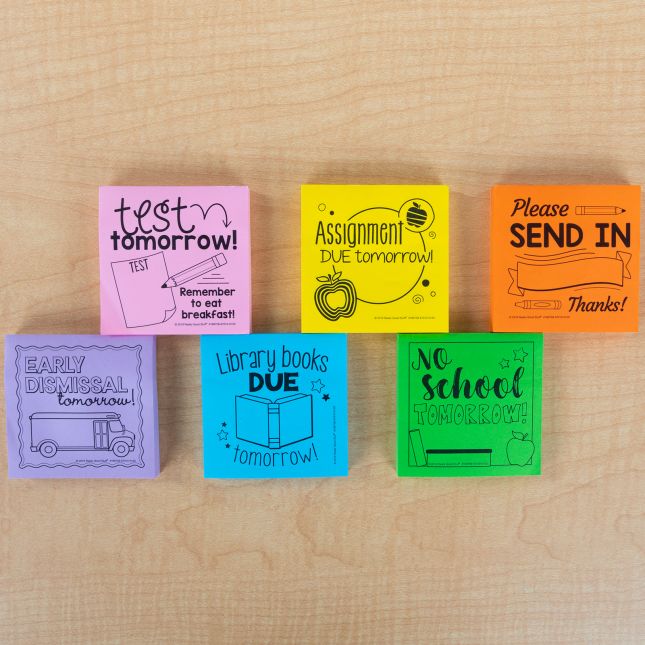 test
tomorrow!
TEST
Remember
to eat
breakfast!
Assignment
DUE tomorrow!
Please
SEND IN
Thanks!
EARLY
DISMISSAL
tomorrow!
Library books
DUE
tomorrow!
NO
school
TOMORROW!